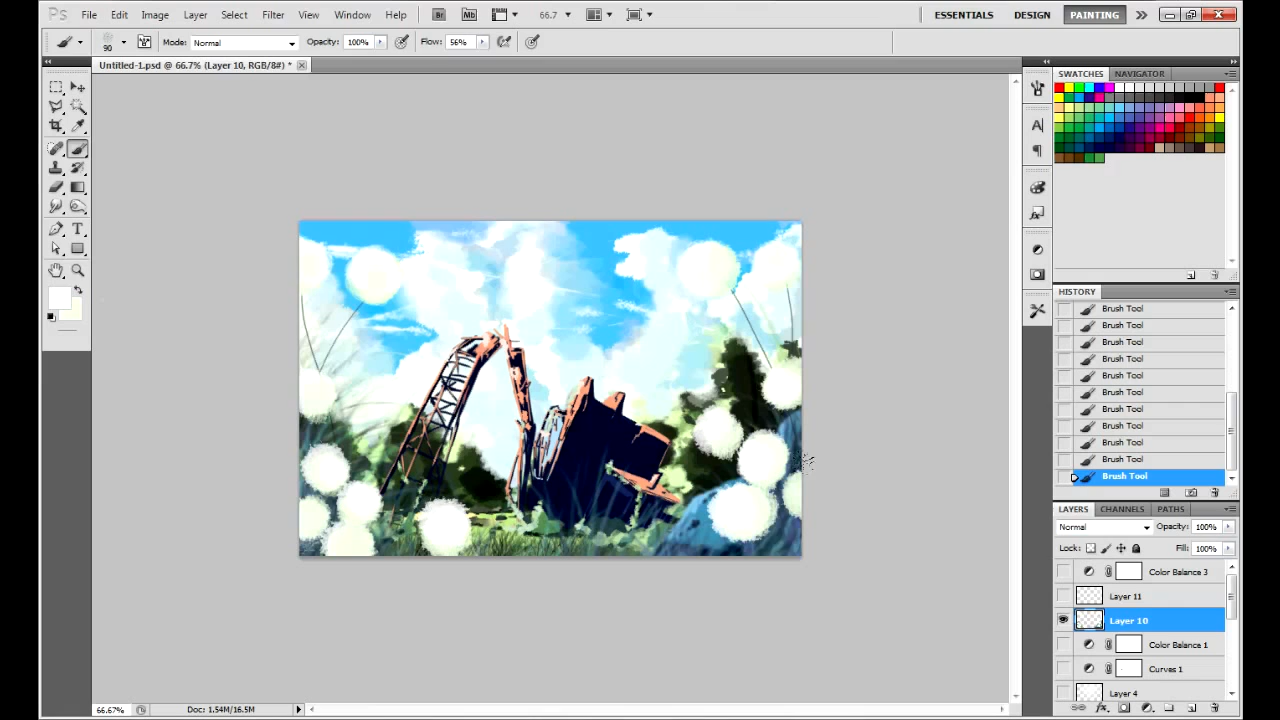 Ps File Edit Image Layer Select Filter View Window Help Br Mb 66.7 ESSENTIALS DESIGN PAINTING
90 Mode: Normal Opacity: 100% Flow: 56%
Untitled-1.psd @ 66.7% (Layer 10, RGB/8#) *
SWATCHES NAVIGATOR
HISTORY
Brush Tool
Brush Tool
Brush Tool
Brush Tool
Brush Tool
Brush Tool
Brush Tool
Brush Tool
Brush Tool
Brush Tool
Brush Tool
LAYERS CHANNELS PATHS
Normal Opacity: 100%
Lock: Fill: 100%
Color Balance 3
Layer 11
Layer 10
Color Balance 1
Curves 1
Layer 4
66.67% Doc: 1.54M/16.5M